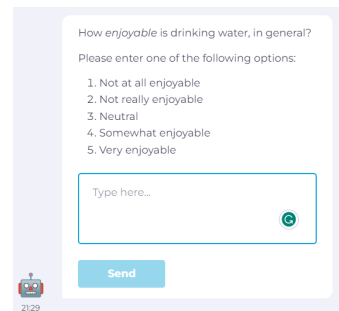 How enjoyable is drinking water, in general?
Please enter one of the following options:
1. Not at all enjoyable
2. Not really enjoyable
3. Neutral
4. Somewhat enjoyable
5. Very enjoyable
Type here...
G
Send
21:29